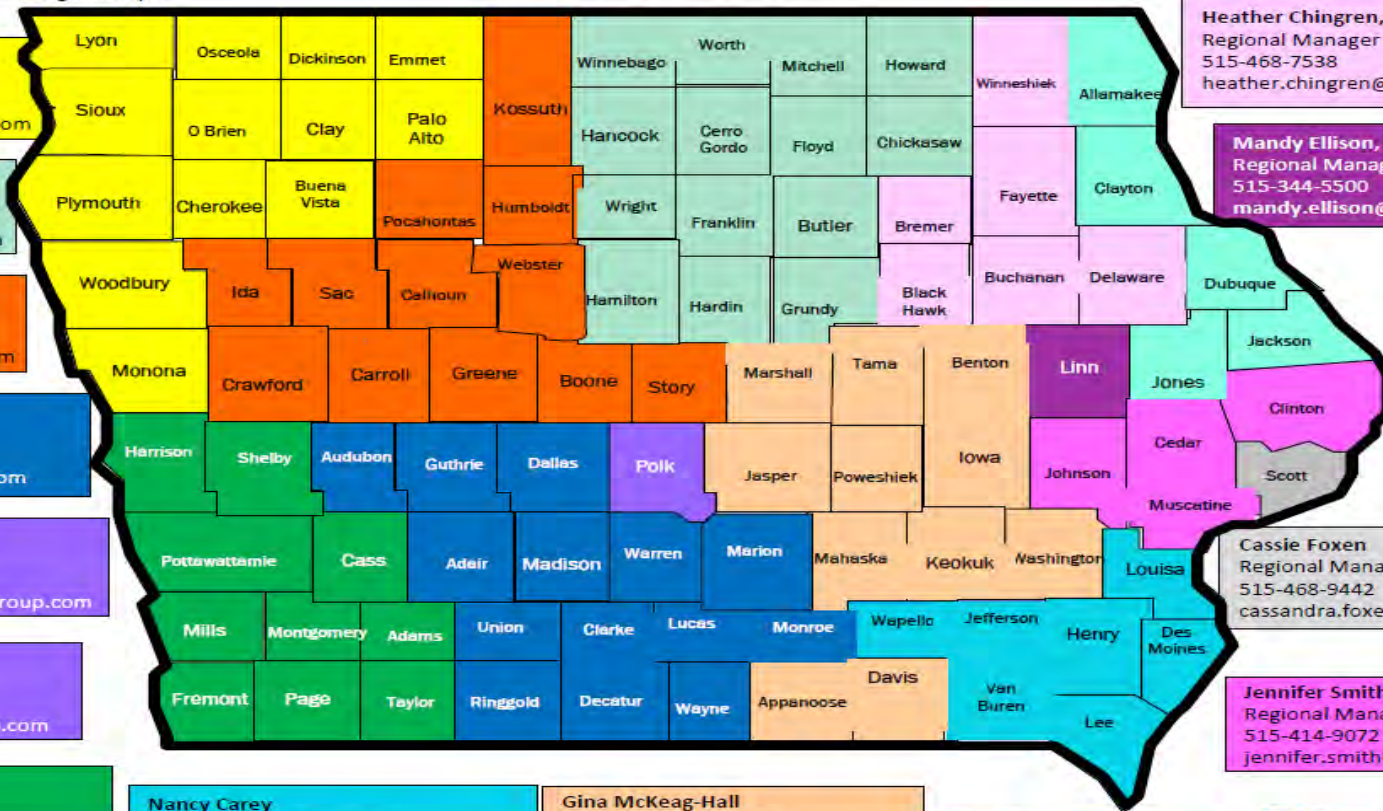 Heather Chingren,
Regional Manager
515-468-7538
heather.chingren@
Mandy Ellison,
Regional Manag
515-344-5500
mandy.ellison@
om
m
om
roup.com
.com
Lyon
Osceola
Dickinson
Emmet
Kossuth
Winnebago
Worth
Mitchell
Howard
Winneshiek
Allamakee
Sioux
O Brien
Clay
Palo
Alto
Hancock
Cerro
Gordo
Floyd
Chickasaw
Plymouth
Cherokee
Buena
Vista
Pocahontas
Humboldt
Wright
Franklin
Butler
Bremer
Fayette
Clayton
Woodbury
Ida
Sac
Calhoun
Webster
Hamilton
Hardin
Grundy
Black
Hawk
Buchanan
Delaware
Dubuque
Monona
Crawford
Carroll
Greene
Boone
Story
Marshall
Tama
Benton
Linn
Jones
Jackson
Clinton
Harrison
Shelby
Audubon
Guthrie
Dallas
Polk
Jasper
Poweshiek
Iowa
Johnson
Cedar
Muscatine
Scott
Pottawattamie
Cass
Adair
Madison
Warren
Marion
Mahaska
Keokuk
Washington
Louisa
Mills
Montgomery
Adams
Union
Clarke
Lucas
Monroe
Wapello
Jefferson
Henry
Des
Moines
Fremont
Page
Taylor
Ringgold
Decatur
Wayne
Appanoose
Davis
Van
Buren
Lee
Cassie Foxen
Regional Mana
515-468-9442
cassandra.foxe
Jennifer Smith
Regional Mana
515-414-9072
jennifer.smith
Nancy Carey
Gina McKeag-Hall